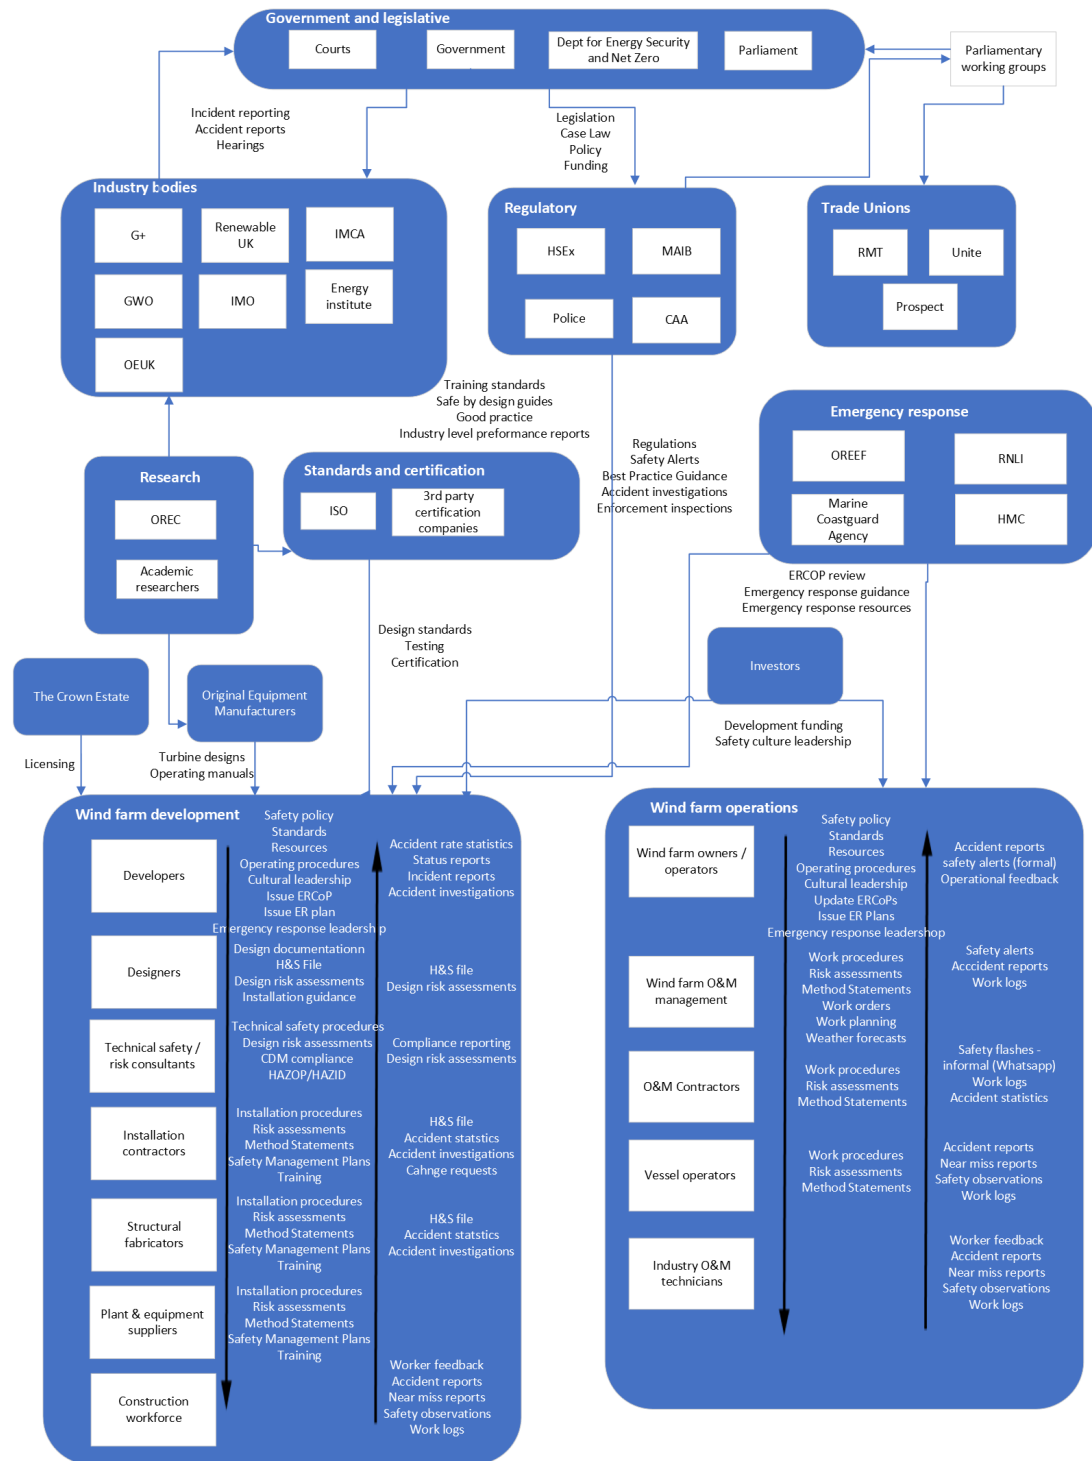 Government and legislative
Courts
Government
Dept for Energy Security
and Net Zero
Parliament
Parliamentary
working groups
Incident reporting
Accident reports
Hearings
Legislation
Case Law
Policy
Funding
Industry bodies
G+
Renewable
UK
IMCA
GWO
IMO
Energy
institute
OEUK
Regulatory
HSEx
MAIB
Police
CAA
Trade Unions
RMT
Unite
Prospect
Training standards
Safe by design guides
Good practice
Industry level preformance reports
Regulations
Safety Alerts
Best Practice Guidance
Accident investigations
Enforcement inspections
Emergency response
OREEF
RNLI
Marine
Coastguard
Agency
HMC
Research
OREC
Academic
researchers
Standards and certification
ISO
3rd party
certification
companies
ERCOP review
Emergency response guidance
Emergency response resources
Design standards
Testing
Certification
The Crown Estate
Original Equipment
Manufacturers
Investors
Licensing
Turbine designs
Operating manuals
Development funding
Safety culture leadership
Wind farm development
Developers
Safety policy
Standards
Resources
Operating procedures
Cultural leadership
Issue ERCoP
Issue ER plan
Emergency response leadership
Accident rate statistics
Status reports
Incident reports
Accident investigations
Designers
Design documentationn
H&S File
Design risk assessments
Installation guidance
H&S file
Design risk assessments
Technical safety /
risk consultants
Technical safety procedures
Design risk assessments
CDM compliance
HAZOP/HAZID
Compliance reporting
Design risk assessments
Installation
contractors
Installation procedures
Risk assessments
Method Statements
Safety Management Plans
Training
H&S file
Accident statstics
Accident investigations
Cahnge requests
Structural
fabricators
Installation procedures
Risk assessments
Method Statements
Safety Management Plans
Training
H&S file
Accident statstics
Accident investigations
Plant & equipment
suppliers
Installation procedures
Risk assessments
Method Statements
Safety Management Plans
Training
Construction
workforce
Worker feedback
Accident reports
Near miss reports
Safety observations
Work logs
Wind farm operations
Wind farm owners /
operators
Safety policy
Standards
Resources
Operating procedures
Cultural leadership
Update ERCoPs
Issue ER Plans
Emergency response leadershop
Accident reports
safety alerts (formal)
Operational feedback
Wind farm O&M
management
Work procedures
Risk assessments
Method Statements
Work orders
Work planning
Weather forecasts
Safety alerts
Acccident reports
Work logs
O&M Contractors
Work procedures
Risk assessments
Method Statements
Safety flashes -
informal (Whatsapp)
Work logs
Accident statistics
Vessel operators
Work procedures
Risk assessments
Method Statements
Accident reports
Near miss reports
Safety observations
Work logs
Industry O&M
technicians
Worker feedback
Accident reports
Near miss reports
Safety observations
Work logs